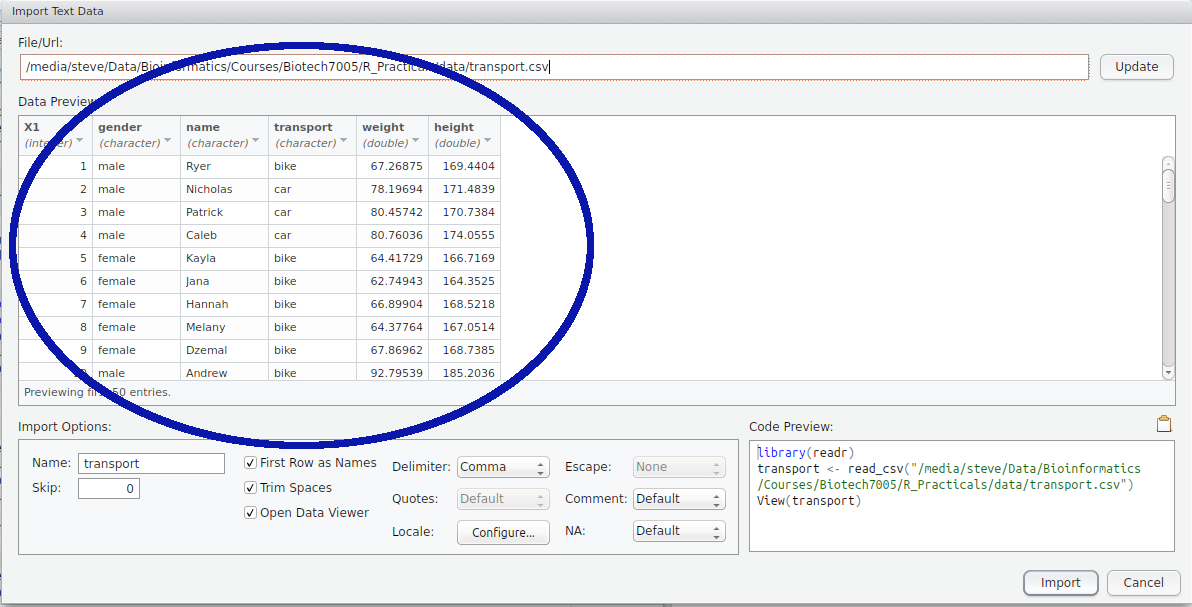 Import Text Data
File/Url:
/media/steve/Data/Bioinformatics/Courses/Biotech7005/R_Practicals/data/transport.csv
Update
Data Preview:
X1 gender name transport weight height
(integer) (character) (character) (character) (double) (double)
1 male Ryer bike 67.26875 169.4404
2 male Nicholas car 78.19694 171.4839
3 male Patrick car 80.45742 170.7384
4 male Caleb car 80.76036 174.0555
5 female Kayla bike 64.41729 166.7169
6 female Jana bike 62.74943 164.3525
7 female Hannah bike 66.89904 168.5218
8 female Melany bike 64.37764 167.0514
9 female Dzemal bike 67.86962 168.7385
10 male Andrew bike 92.79539 185.2036
Previewing first 50 entries.
Import Options:
Name: transport
Skip: 0
First Row as Names
Trim Spaces
Open Data Viewer
Delimiter: Comma
Quotes: Default
Locale: Configure...
Escape: None
Comment: Default
NA: Default
Code Preview:
library(readr)
transport <- read_csv("/media/steve/Data/Bioinformatics
/Courses/Biotech7005/R_Practicals/data/transport.csv")
View(transport)
Import
Cancel